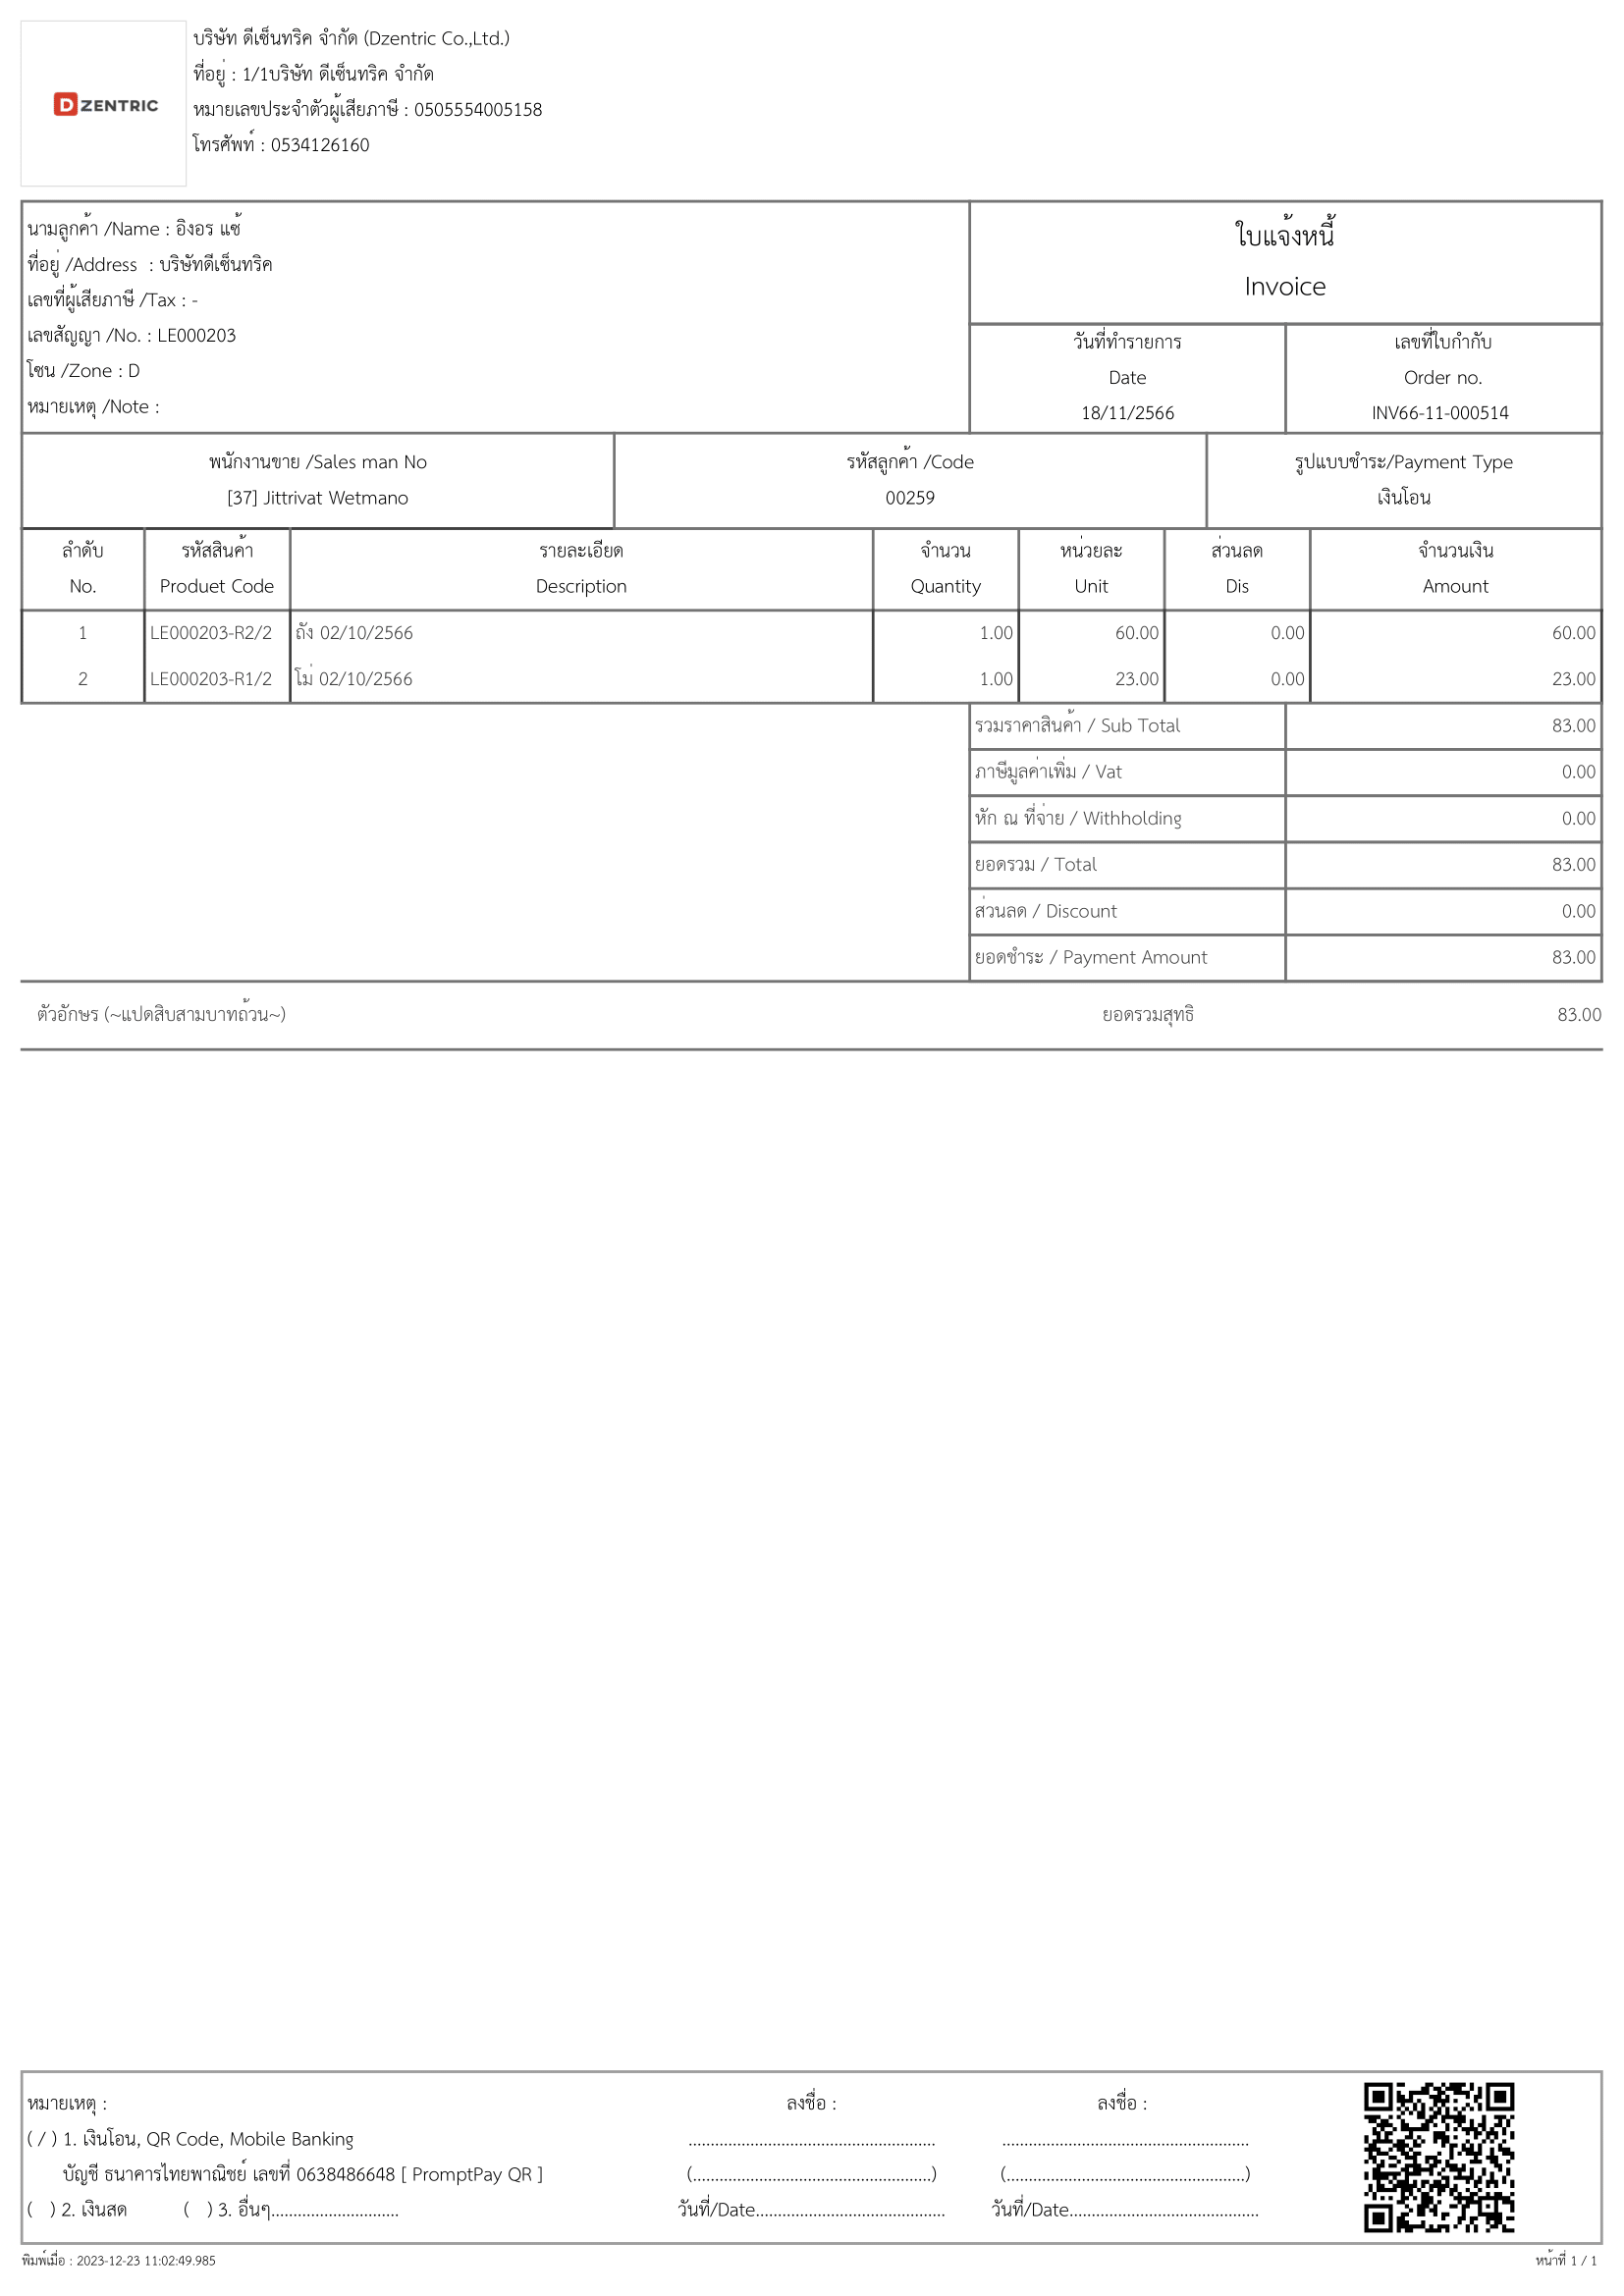 D ZENTRIC
บริษัท ดีเซ็นทริค จำกัด (Dzentric Co.,Ltd.)
ที่อยู่ : 1/1บริษัท ดีเซ็นทริค จำกัด
หมายเลขประจำตัวผู้เสียภาษี : 0505554005158
โทรศัพท์ : 0534126160
นามลูกค้า /Name : อิงอร แซ้
ที่อยู่ /Address : บริษัทดีเซ็นทริค
เลขที่ผู้เสียภาษี /Tax : -
เลขสัญญา /No. : LE000203
โซน /Zone : D
หมายเหตุ /Note :
ใบแจ้งหนี้
Invoice
วันที่ทำรายการ
Date
18/11/2566
เลขที่ใบกำกับ
Order no.
INV66-11-000514
พนักงานขาย /Sales man No
[37] Jittrivat Wetmano
รหัสลูกค้า /Code
00259
รูปแบบชำระ/Payment Type
เงินโอน
ลำดับ รหัสสินค้า รายละเอียด จำนวน หน่วยละ ส่วนลด จำนวนเงิน
No. Produet Code Description Quantity Unit Dis Amount
1 LE000203-R2/2 ถัง 02/10/2566 1.00 60.00 0.00 60.00
2 LE000203-R1/2 โม่ 02/10/2566 1.00 23.00 0.00 23.00
รวมราคาสินค้า / Sub Total 83.00
ภาษีมูลค่าเพิ่ม / Vat 0.00
หัก ณ ที่จ่าย / Withholding 0.00
ยอดรวม / Total 83.00
ส่วนลด / Discount 0.00
ยอดชำระ / Payment Amount 83.00
ตัวอักษร (~แปดสิบสามบาทถ้วน~) ยอดรวมสุทธิ 83.00
หมายเหตุ :
( / ) 1. เงินโอน, QR Code, Mobile Banking
บัญชี ธนาคารไทยพาณิชย์ เลขที่ 0638486648 [ PromptPay QR ]
( ) 2. เงินสด ( ) 3. อื่นๆ.............................
ลงชื่อ :
........................................................
(......................................................)
วันที่/Date...........................................
ลงชื่อ :
........................................................
(......................................................)
วันที่/Date...........................................
พิมพ์เมื่อ : 2023-12-23 11:02:49.985
หน้าที่ 1 / 1